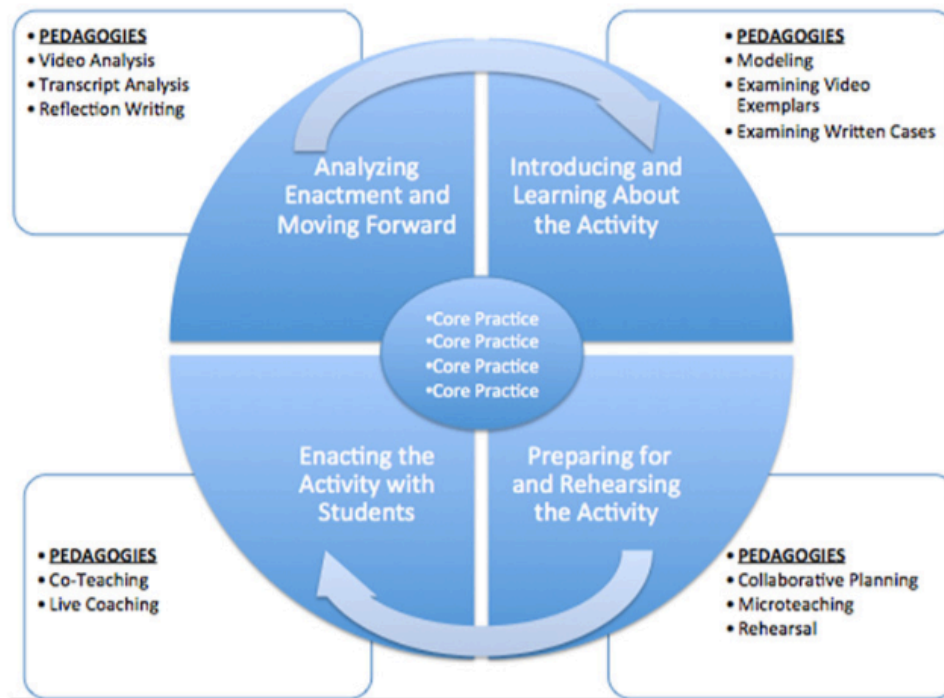 • PEDAGOGIES
• Video Analysis
• Transcript Analysis
• Reflection Writing
• PEDAGOGIES
• Modeling
• Examining Video
Exemplars
• Examining Written Cases
Analyzing
Enactment and
Moving Forward
Introducing and
Learning About
the Activity
•Core Practice
•Core Practice
•Core Practice
•Core Practice
Enacting the
Activity with
Students
Preparing for
and Rehearsing
the Activity
• PEDAGOGIES
• Co-Teaching
• Live Coaching
• PEDAGOGIES
• Collaborative Planning
• Microteaching
• Rehearsal